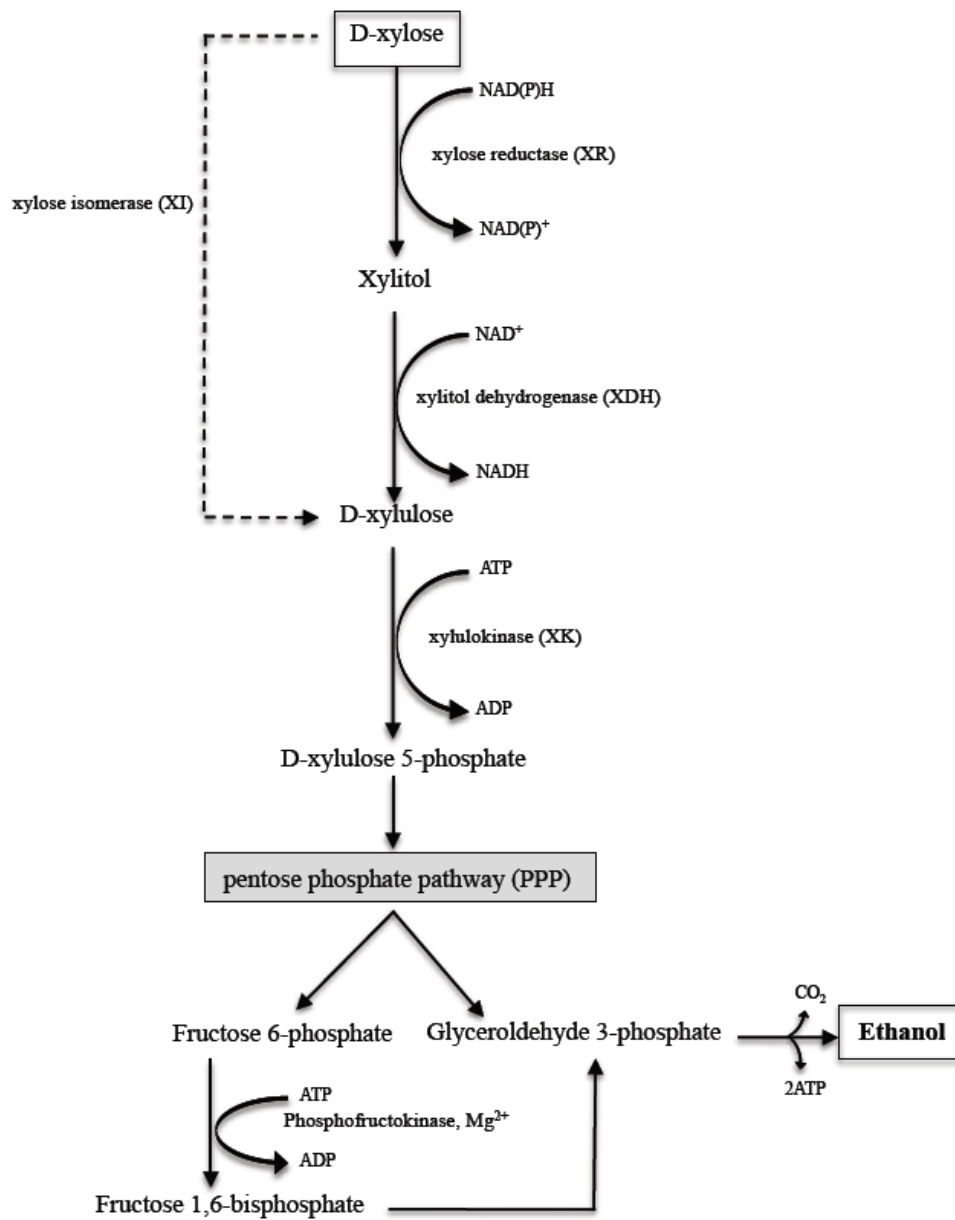 D-xylose
NAD(P)H
xylose reductase (XR)
xylose isomerase (XI)
NAD(P)⁺
Xylitol
NAD⁺
xylitol dehydrogenase (XDH)
NADH
D-xylulose
ATP
xylulokinase (XK)
ADP
D-xylulose 5-phosphate
pentose phosphate pathway (PPP)
CO₂
Fructose 6-phosphate
Glyceroldehyde 3-phosphate
Ethanol
2ATP
ATP
Phosphofructokinase, Mg²⁺
ADP
Fructose 1,6-bisphosphate